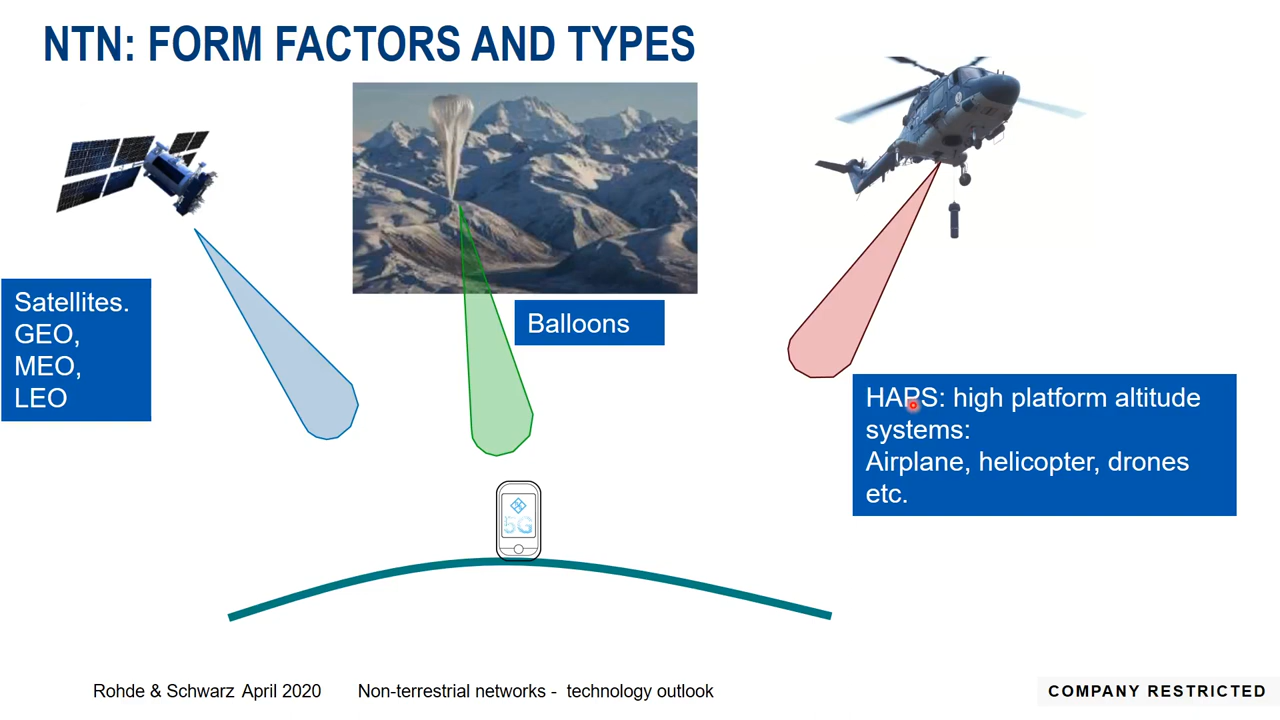 NTN: FORM FACTORS AND TYPES
Satellites.
GEO,
MEO,
LEO
Balloons
HAPS: high platform altitude
systems:
Airplane, helicopter, drones
etc.
5G
Rohde & Schwarz April 2020 Non-terrestrial networks - technology outlook
COMPANY RESTRICTED